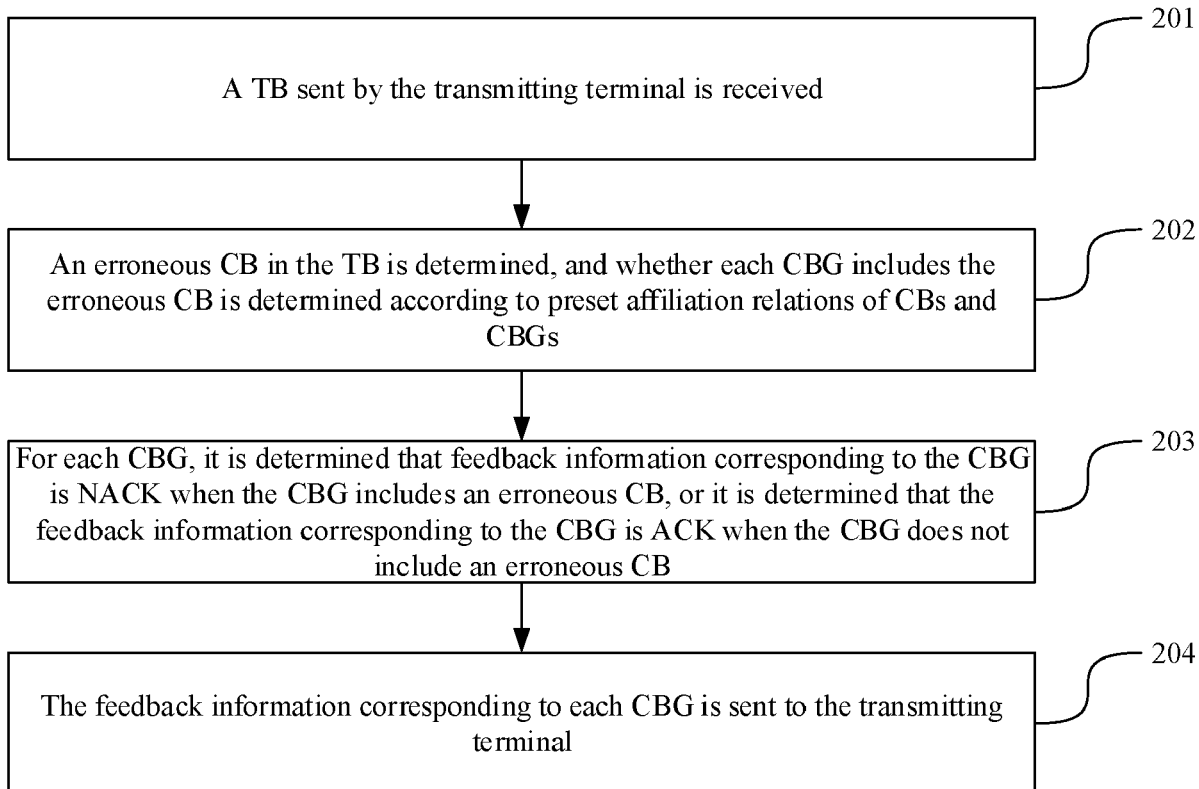 201
A TB sent by the transmitting terminal is received
202
An erroneous CB in the TB is determined, and whether each CBG includes the
erroneous CB is determined according to preset affiliation relations of CBs and
CBGs
203
For each CBG, it is determined that feedback information corresponding to the CBG
is NACK when the CBG includes an erroneous CB, or it is determined that the
feedback information corresponding to the CBG is ACK when the CBG does not
include an erroneous CB
204
The feedback information corresponding to each CBG is sent to the transmitting
terminal